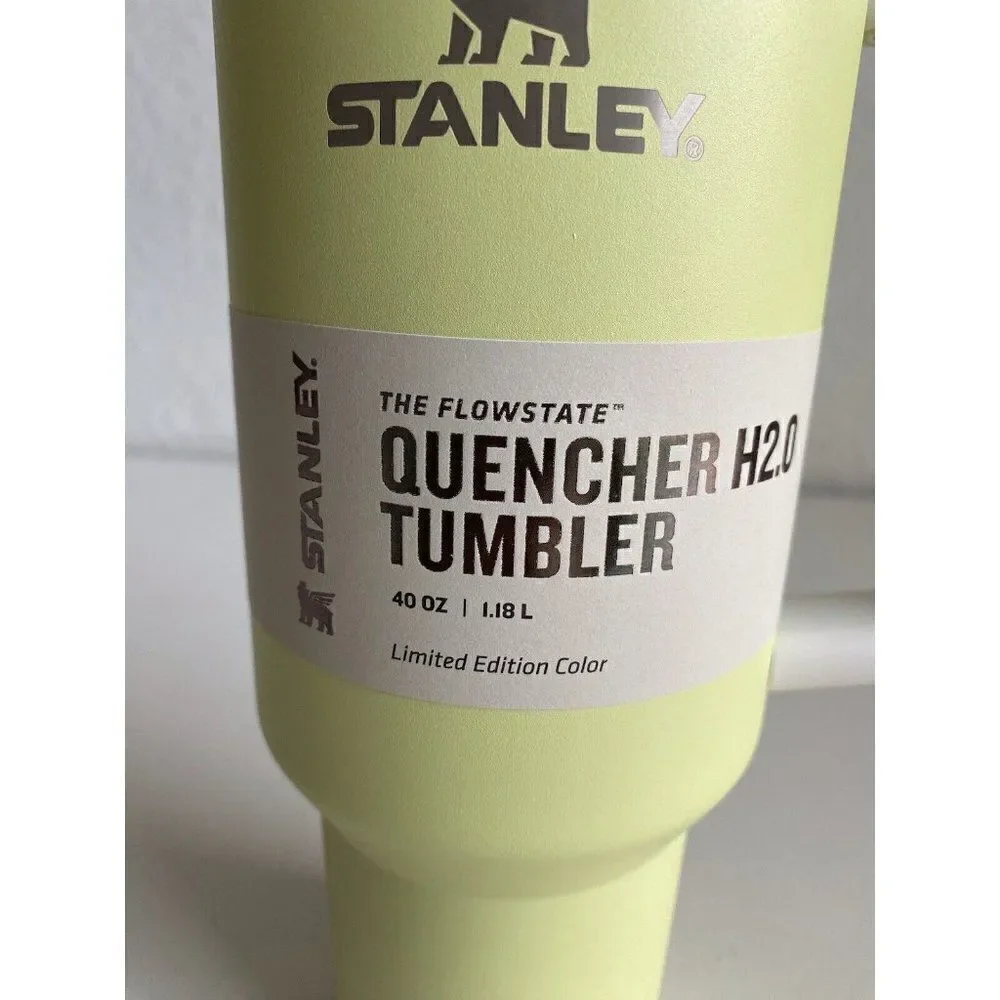 STANLEY®
STANLEY.
THE FLOWSTATE™
QUENCHER H2.0
TUMBLER
40 OZ | 1.18 L
Limited Edition Color